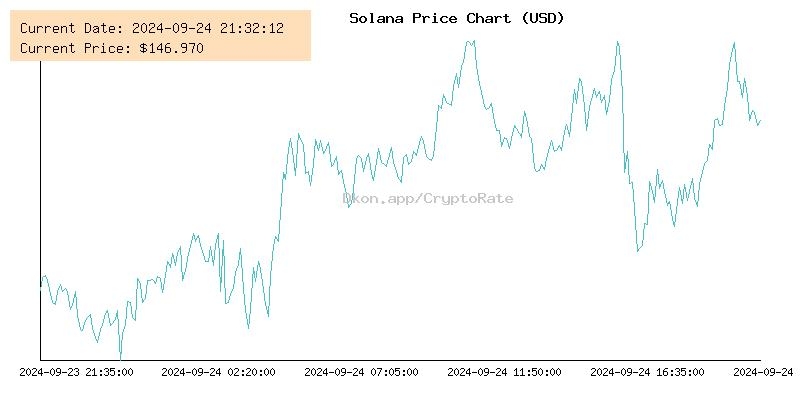 Solana Price Chart (USD)
Current Date: 2024-09-24 21:32:12
Current Price: $146.970
Dkon.app/CryptoRate
2024-09-23 21:35:00
2024-09-24 02:20:00
2024-09-24 07:05:00
2024-09-24 11:50:00
2024-09-24 16:35:00
2024-09-24